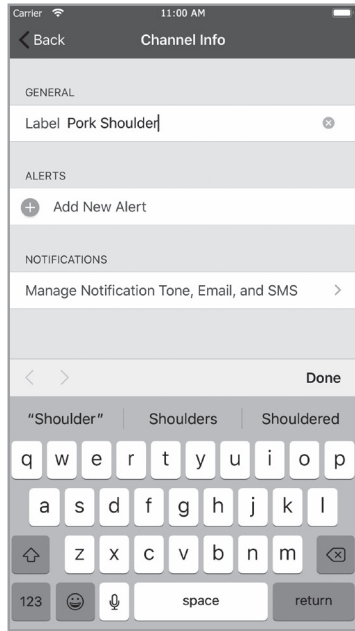 Carrier 11:00 AM
Back Channel Info
GENERAL
Label Pork Shoulder
ALERTS
Add New Alert
NOTIFICATIONS
Manage Notification Tone, Email, and SMS
Done
“Shoulder” Shoulders Shouldered
q w e r t y u i o p
a s d f g h j k l
z x c v b n m
123 space return